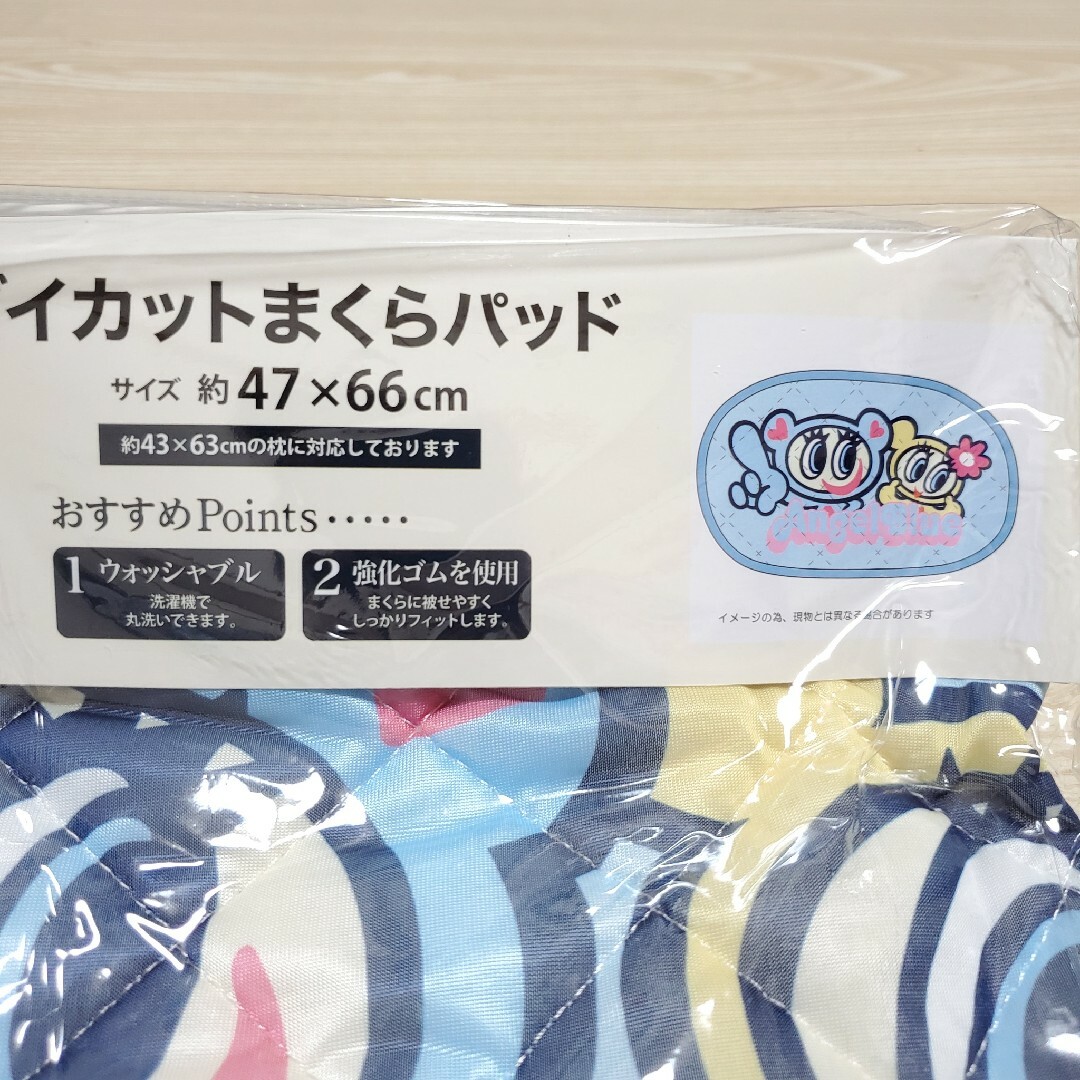 ダイカットまくらパッド
サイズ 約47×66cm
約43×63cmの枕に対応しております
おすすめPoints・・・・・
1 ウォッシャブル
洗濯機で
丸洗いできます。
2 強化ゴムを使用
まくらに被せやすく
しっかりフィットします。
Angel Blue
イメージの為、現物とは異なる場合があります